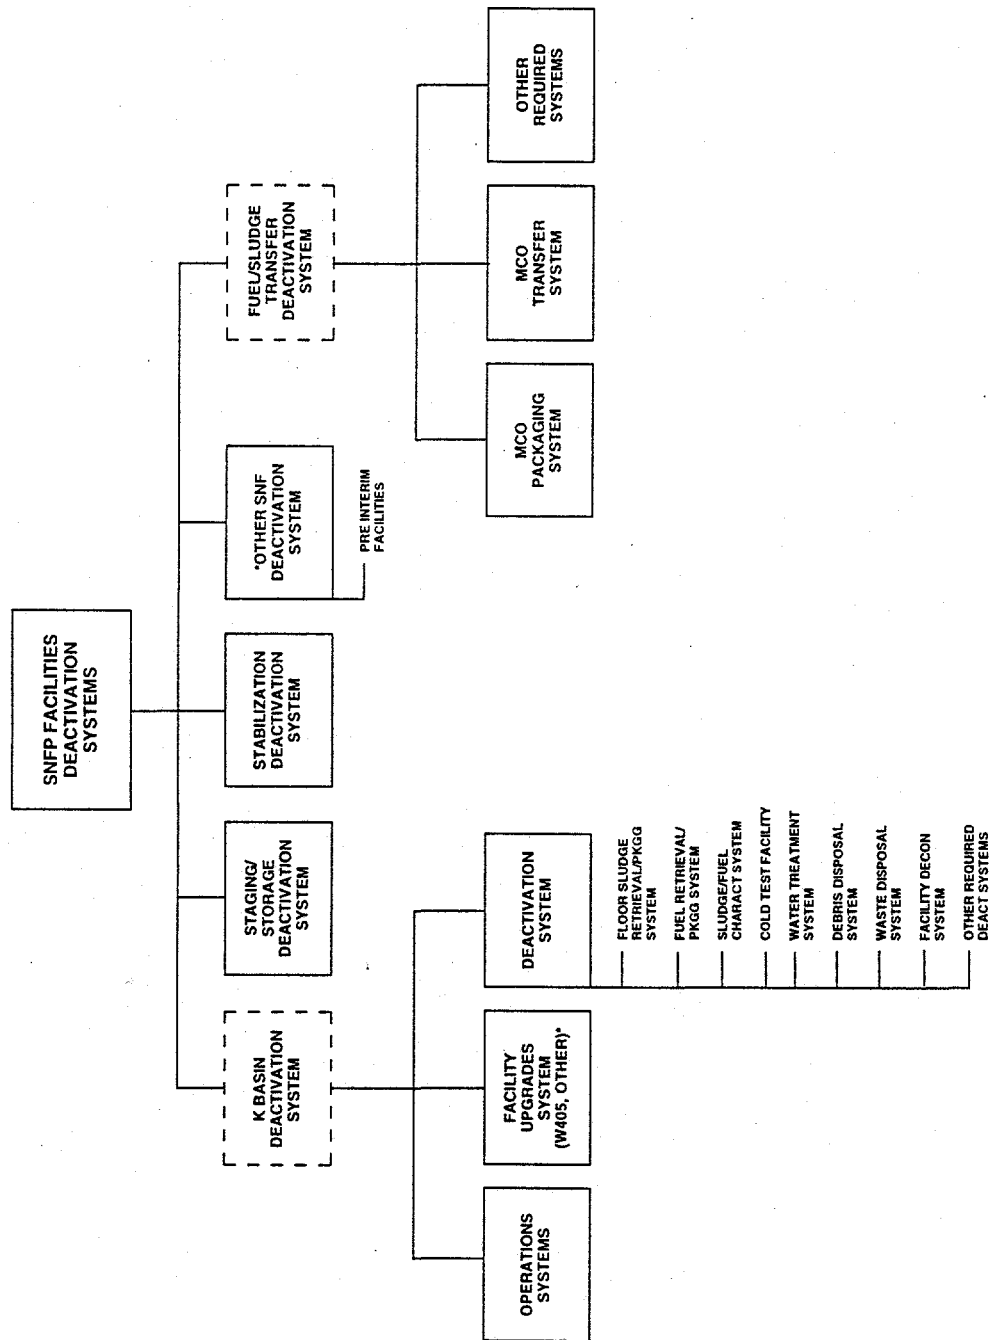 SNFP FACILITIES
DEACTIVATION
SYSTEMS
K BASIN
DEACTIVATION
SYSTEM
STAGING/
STORAGE
DEACTIVATION
SYSTEM
STABILIZATION
DEACTIVATION
SYSTEM
*OTHER SNF
DEACTIVATION
SYSTEM
PRE INTERIM
FACILITIES
FUEL/SLUDGE
TRANSFER
DEACTIVATION
SYSTEM
OPERATIONS
SYSTEMS
FACILITY
UPGRADES
SYSTEM
(W405, OTHER)*
DEACTIVATION
SYSTEM
FLOOR SLUDGE
RETRIEVAL/PKGG
SYSTEM
FUEL RETRIEVAL/
PKGG SYSTEM
SLUDGE/FUEL
CHARACT SYSTEM
COLD TEST FACILITY
WATER TREATMENT
SYSTEM
DEBRIS DISPOSAL
SYSTEM
WASTE DISPOSAL
SYSTEM
FACILITY DECON
SYSTEM
OTHER REQUIRED
DEACT SYSTEMS
MCO
PACKAGING
SYSTEM
MCO
TRANSFER
SYSTEM
OTHER
REQUIRED
SYSTEMS